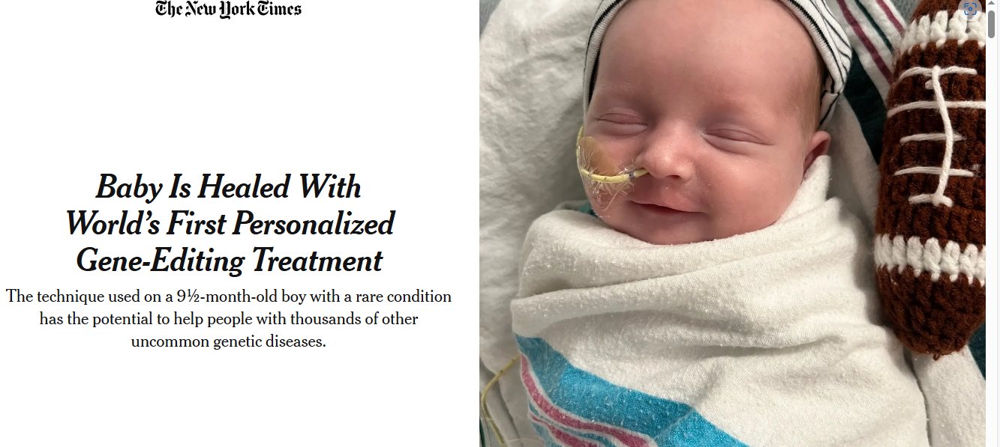 The New York Times
Baby Is Healed With
World’s First Personalized
Gene-Editing Treatment
The technique used on a 9½-month-old boy with a rare condition
has the potential to help people with thousands of other
uncommon genetic diseases.